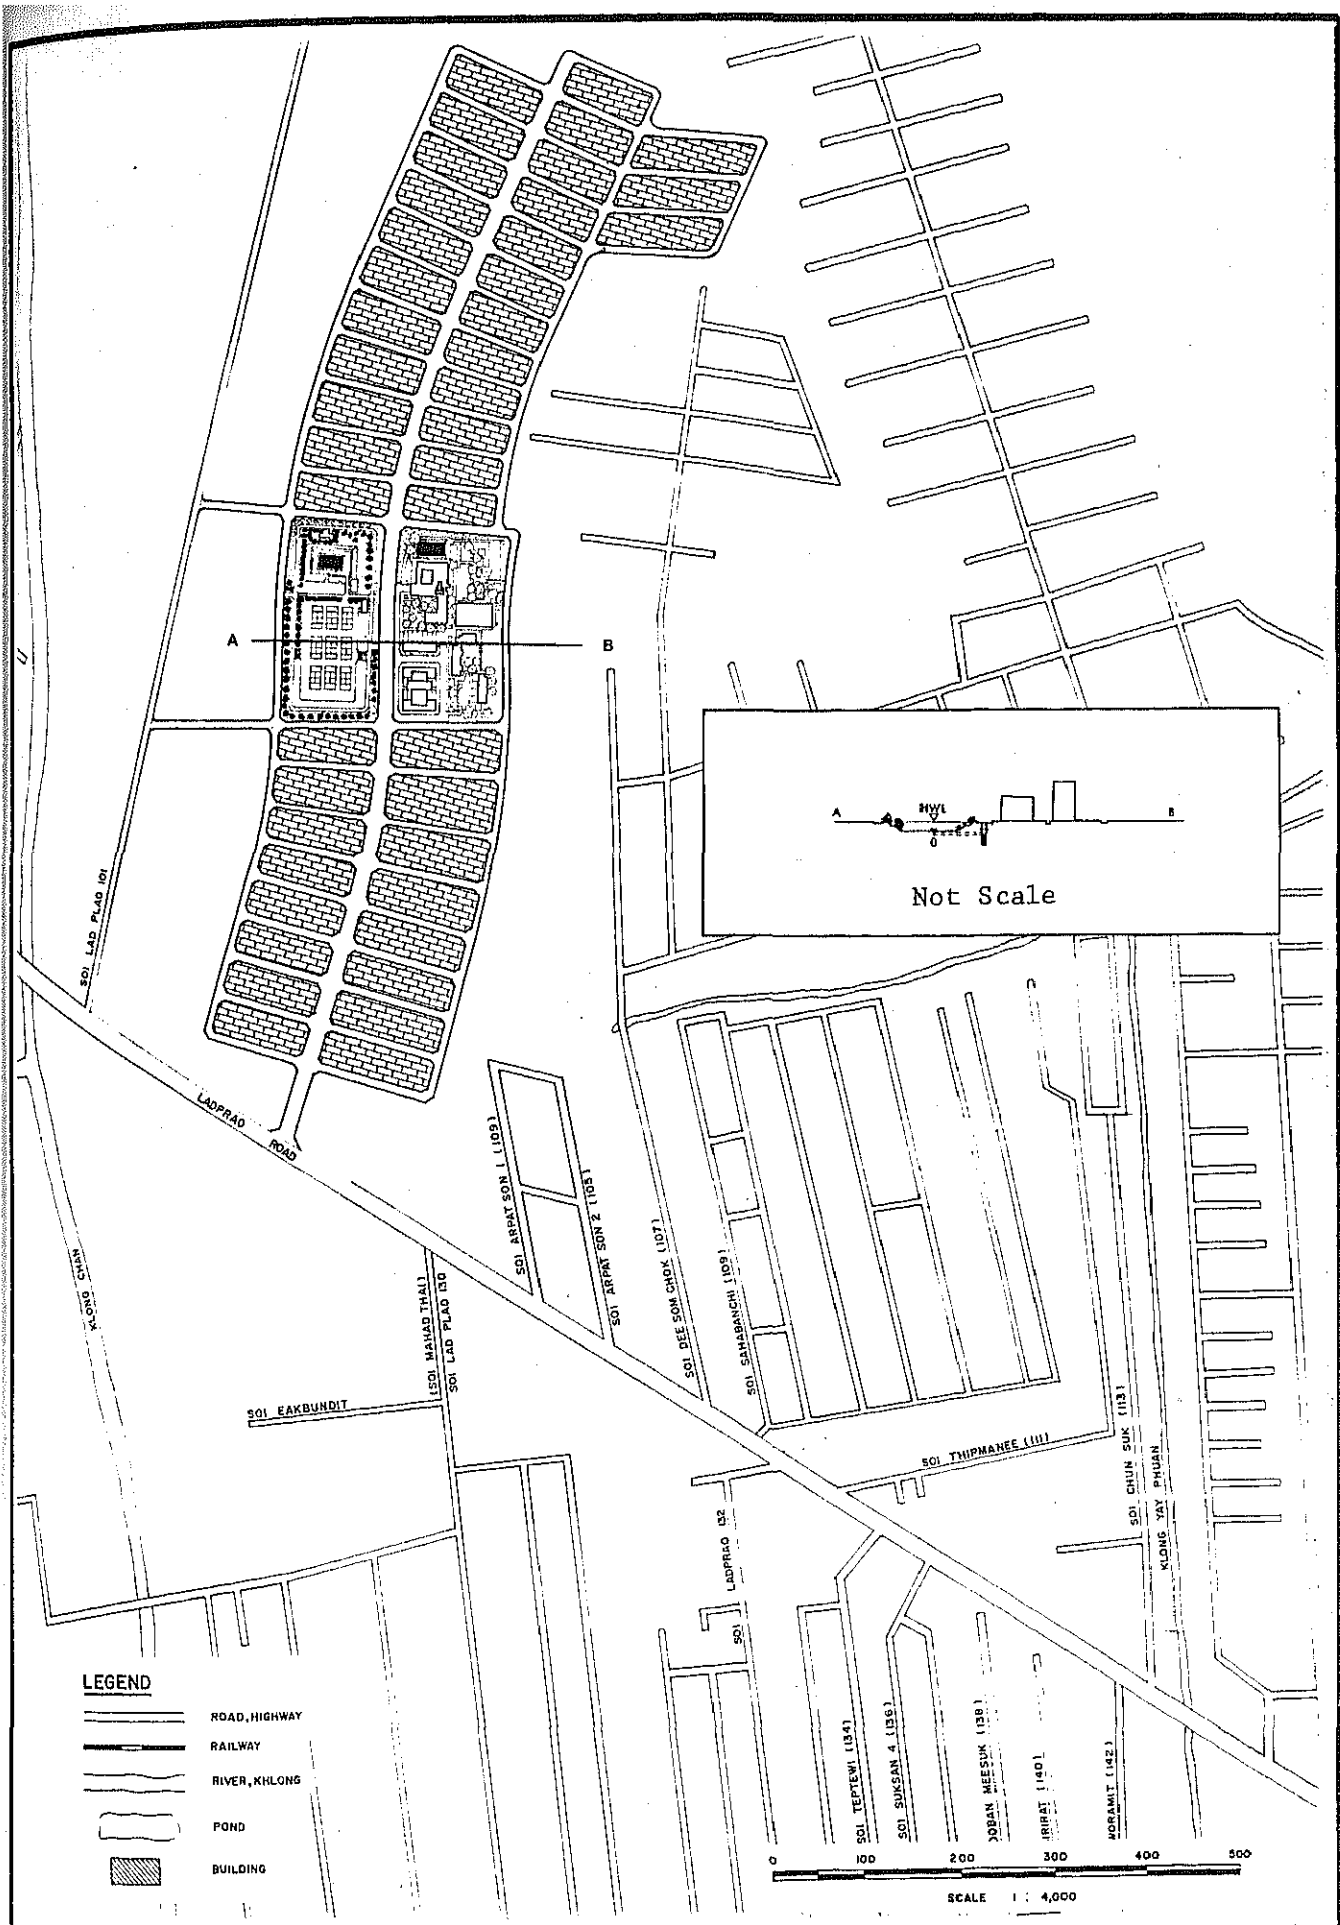 A
B
A
HWL
B
0
Not Scale
SOI LAD PLAO 101
LADPRAO ROAD
KLONG CHAN
SOI ARPAT SON 1 (109)
SOI ARPAT SON 2 (105)
SOI DEE SOM CHOK (107)
SOI SAHABANCHI (109)
(SOI MAHAD THAI)
SOI LAD PLAO 130
SOI EAKBUNDIT
SOI THIPMANEE (111)
SOI CHUN SUK (113)
KLONG YAY PHUAN
SOI LADPRAO 132
SOI TEPTEWI (134)
SOI SUKSAN 4 (136)
OOBAN MEESUK (138)
IRIRAT (140)
WORAMIT (142)
LEGEND
ROAD, HIGHWAY
RAILWAY
RIVER, KHLONG
POND
BUILDING
0 100 200 300 400 500
SCALE 1 : 4,000